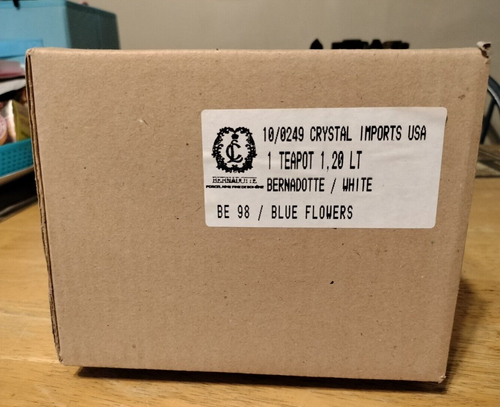 10/0249 CRYSTAL IMPORTS USA
1 TEAPOT 1,20 LT
BERNADOTTE / WHITE
BERNADOTTE
BE 98 / BLUE FLOWERS